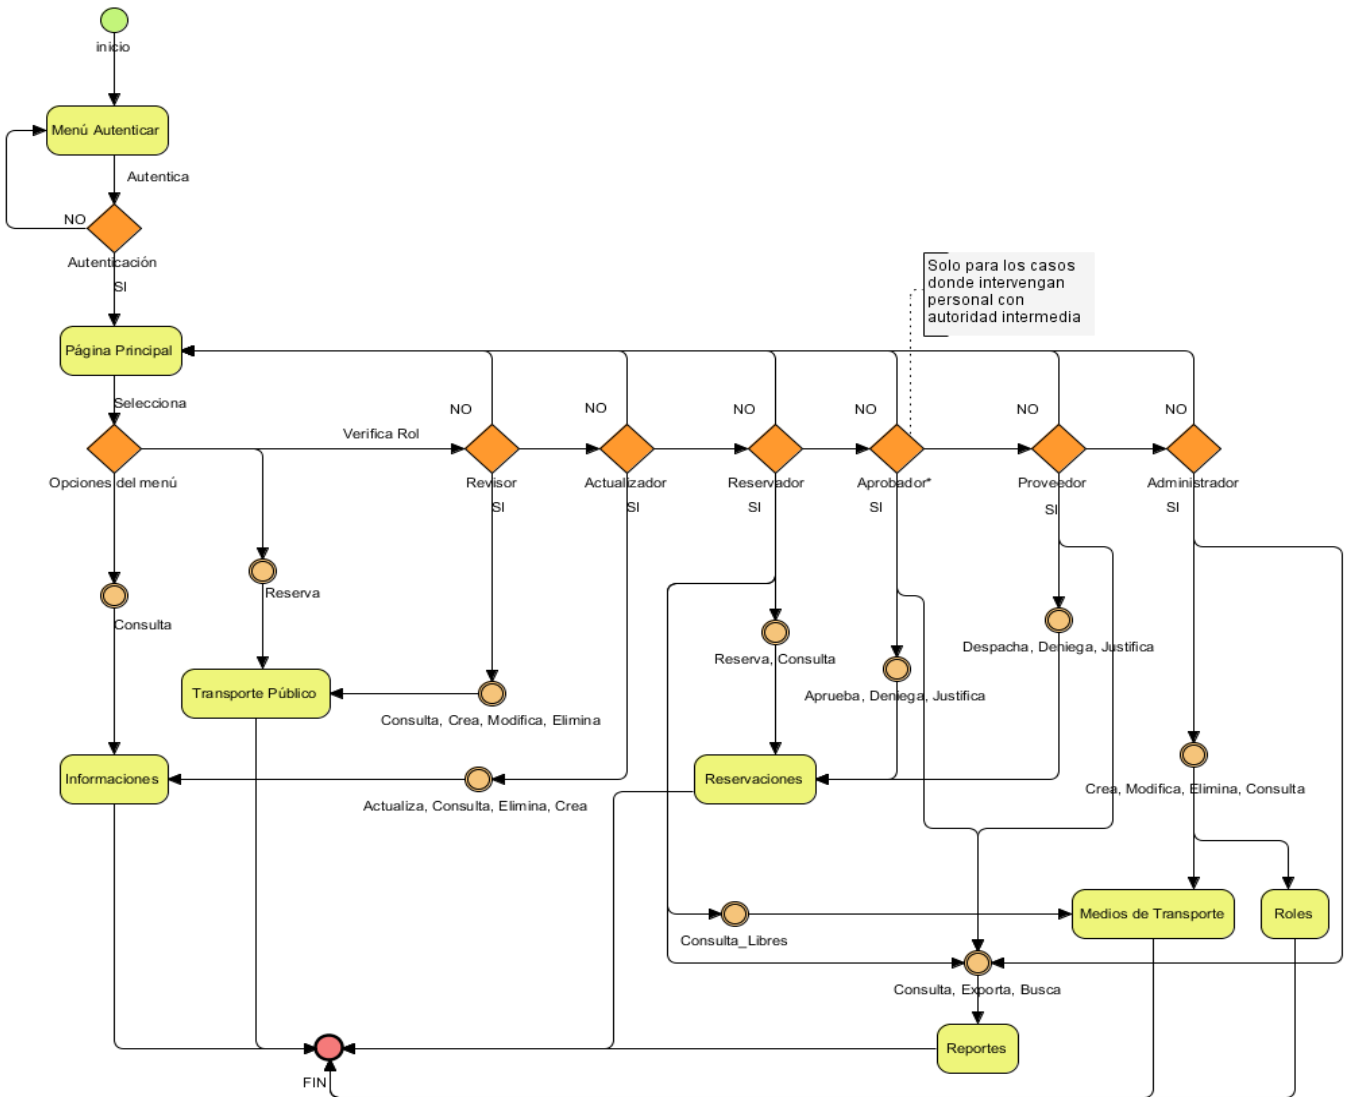 inicio
Menú Autenticar
Autentica
NO
Autenticación
SI
Solo para los casos
donde intervengan
personal con
autoridad intermedia
Página Principal
Selecciona
NO
NO
NO
NO
NO
NO
Verifica Rol
Opciones del menú
Revisor
Actualizador
Reservador
Aprobador*
Proveedor
Administrador
SI
SI
SI
SI
SI
SI
Reserva
Consulta
Reserva, Consulta
Despacha, Deniega, Justifica
Transporte Público
Aprueba, Deniega, Justifica
Consulta, Crea, Modifica, Elimina
Informaciones
Reservaciones
Crea, Modifica, Elimina, Consulta
Actualiza, Consulta, Elimina, Crea
Medios de Transporte
Roles
Consulta_Libres
Consulta, Exporta, Busca
Reportes
FIN